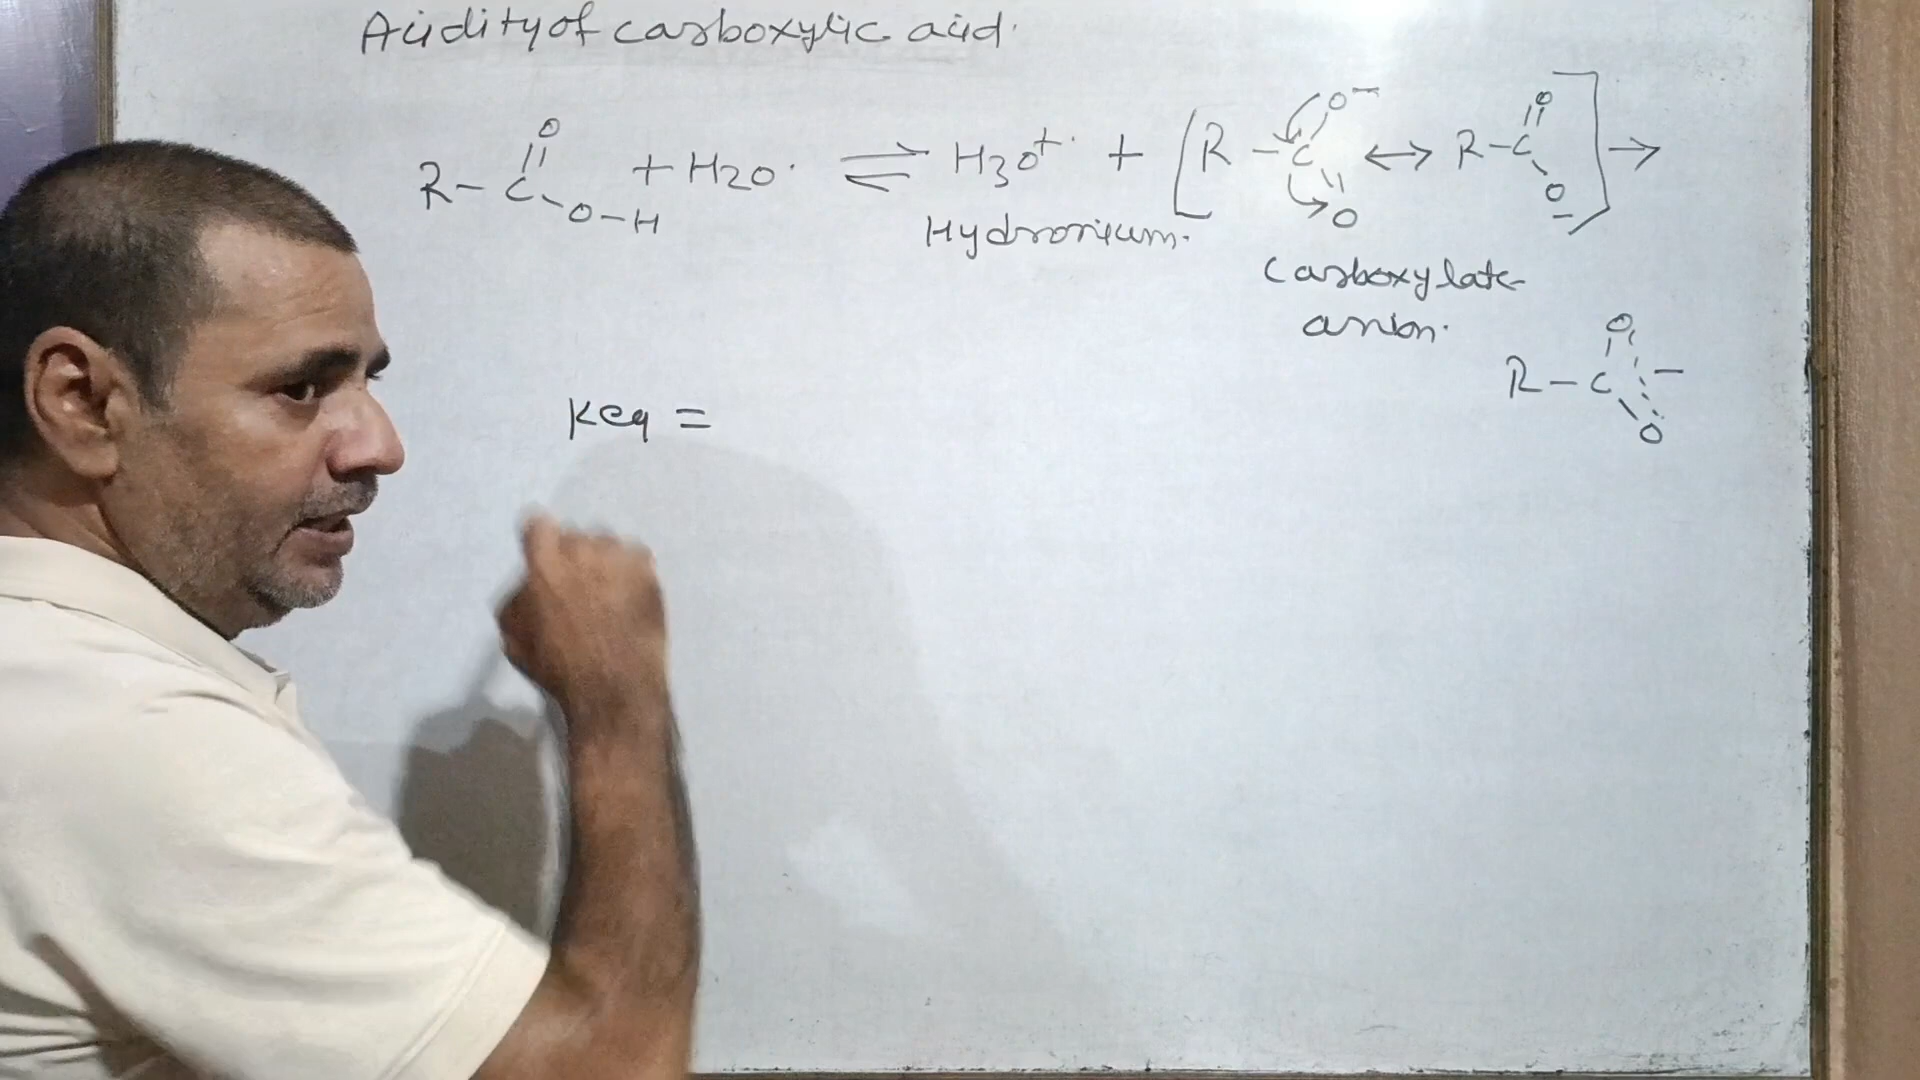 Acidity of carboxylic acid.
R-C(=O)-O-H + H2O ⇌ H3O+ + [R-C(O-)=O ↔ R-C(=O)-O-] →
Hydronium.
Carboxylate
anion.
R-C(O)(O) -
Keq =